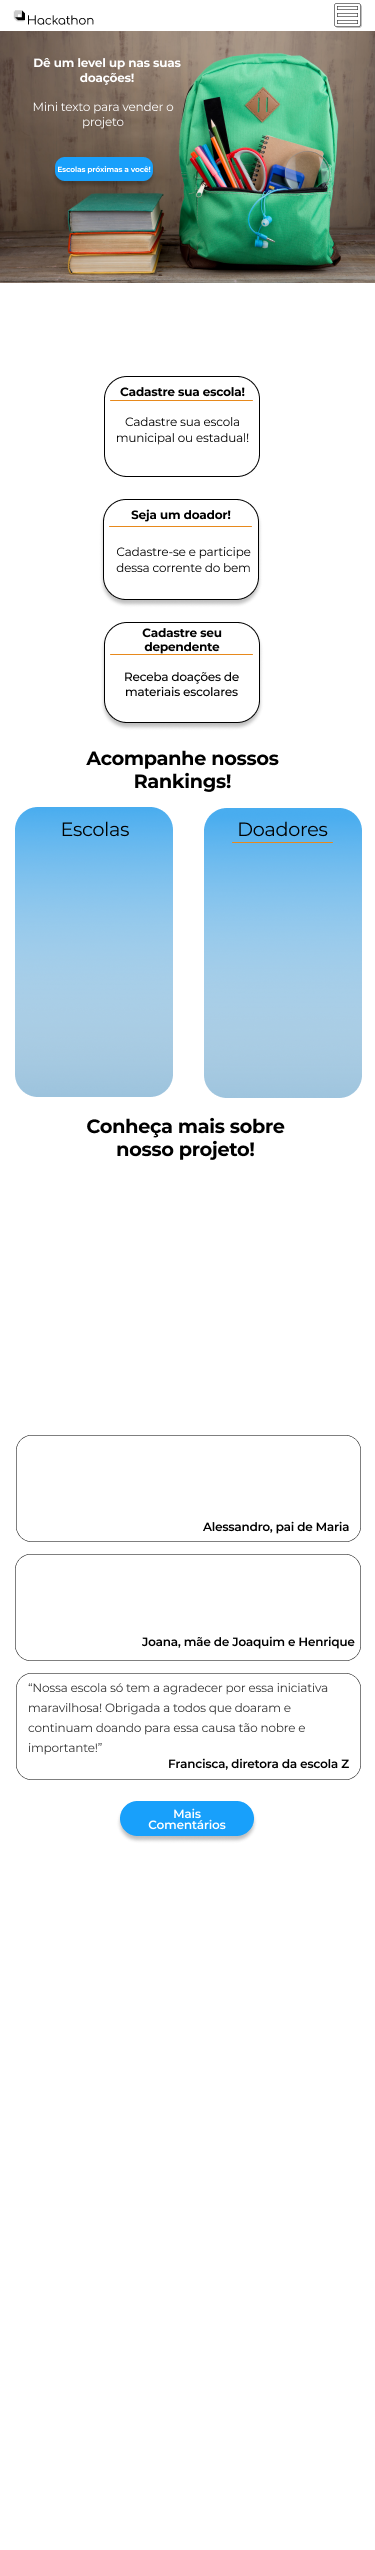 Hackathon
Dê um level up nas suas
doações!
Mini texto para vender o
projeto
Escolas próximas a você!
Cadastre sua escola!
Cadastre sua escola
municipal ou estadual!
Seja um doador!
Cadastre-se e participe
dessa corrente do bem
Cadastre seu
dependente
Receba doações de
materiais escolares
Acompanhe nossos
Rankings!
Escolas
Doadores
Conheça mais sobre
nosso projeto!
Alessandro, pai de Maria
Joana, mãe de Joaquim e Henrique
“Nossa escola só tem a agradecer por essa iniciativa
maravilhosa! Obrigada a todos que doaram e
continuam doando para essa causa tão nobre e
importante!”
Francisca, diretora da escola Z
Mais
Comentários